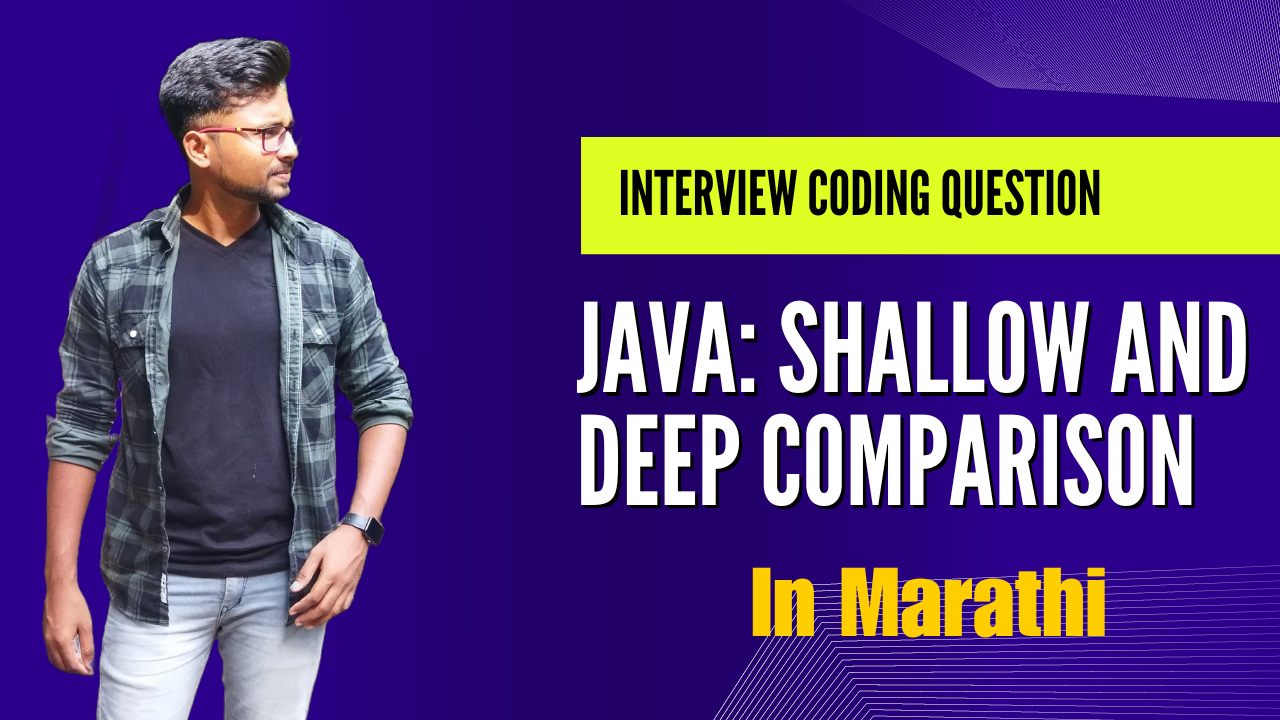 INTERVIEW CODING QUESTION
JAVA: SHALLOW AND
DEEP COMPARISON
In Marathi